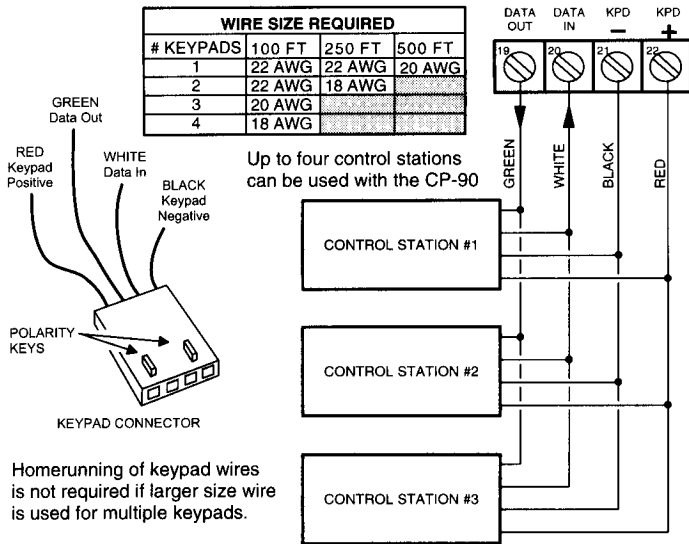 WIRE SIZE REQUIRED
# KEYPADS 100 FT 250 FT 500 FT
1 22 AWG 22 AWG 20 AWG
2 22 AWG 18 AWG
3 20 AWG
4 18 AWG
DATA OUT
DATA IN
KPD −
KPD +
19 20 21 22
GREEN
Data Out
RED
Keypad
Positive
WHITE
Data In
BLACK
Keypad
Negative
POLARITY
KEYS
KEYPAD CONNECTOR
Up to four control stations
can be used with the CP-90
GREEN
WHITE
BLACK
RED
CONTROL STATION #1
CONTROL STATION #2
CONTROL STATION #3
Homerunning of keypad wires
is not required if larger size wire
is used for multiple keypads.